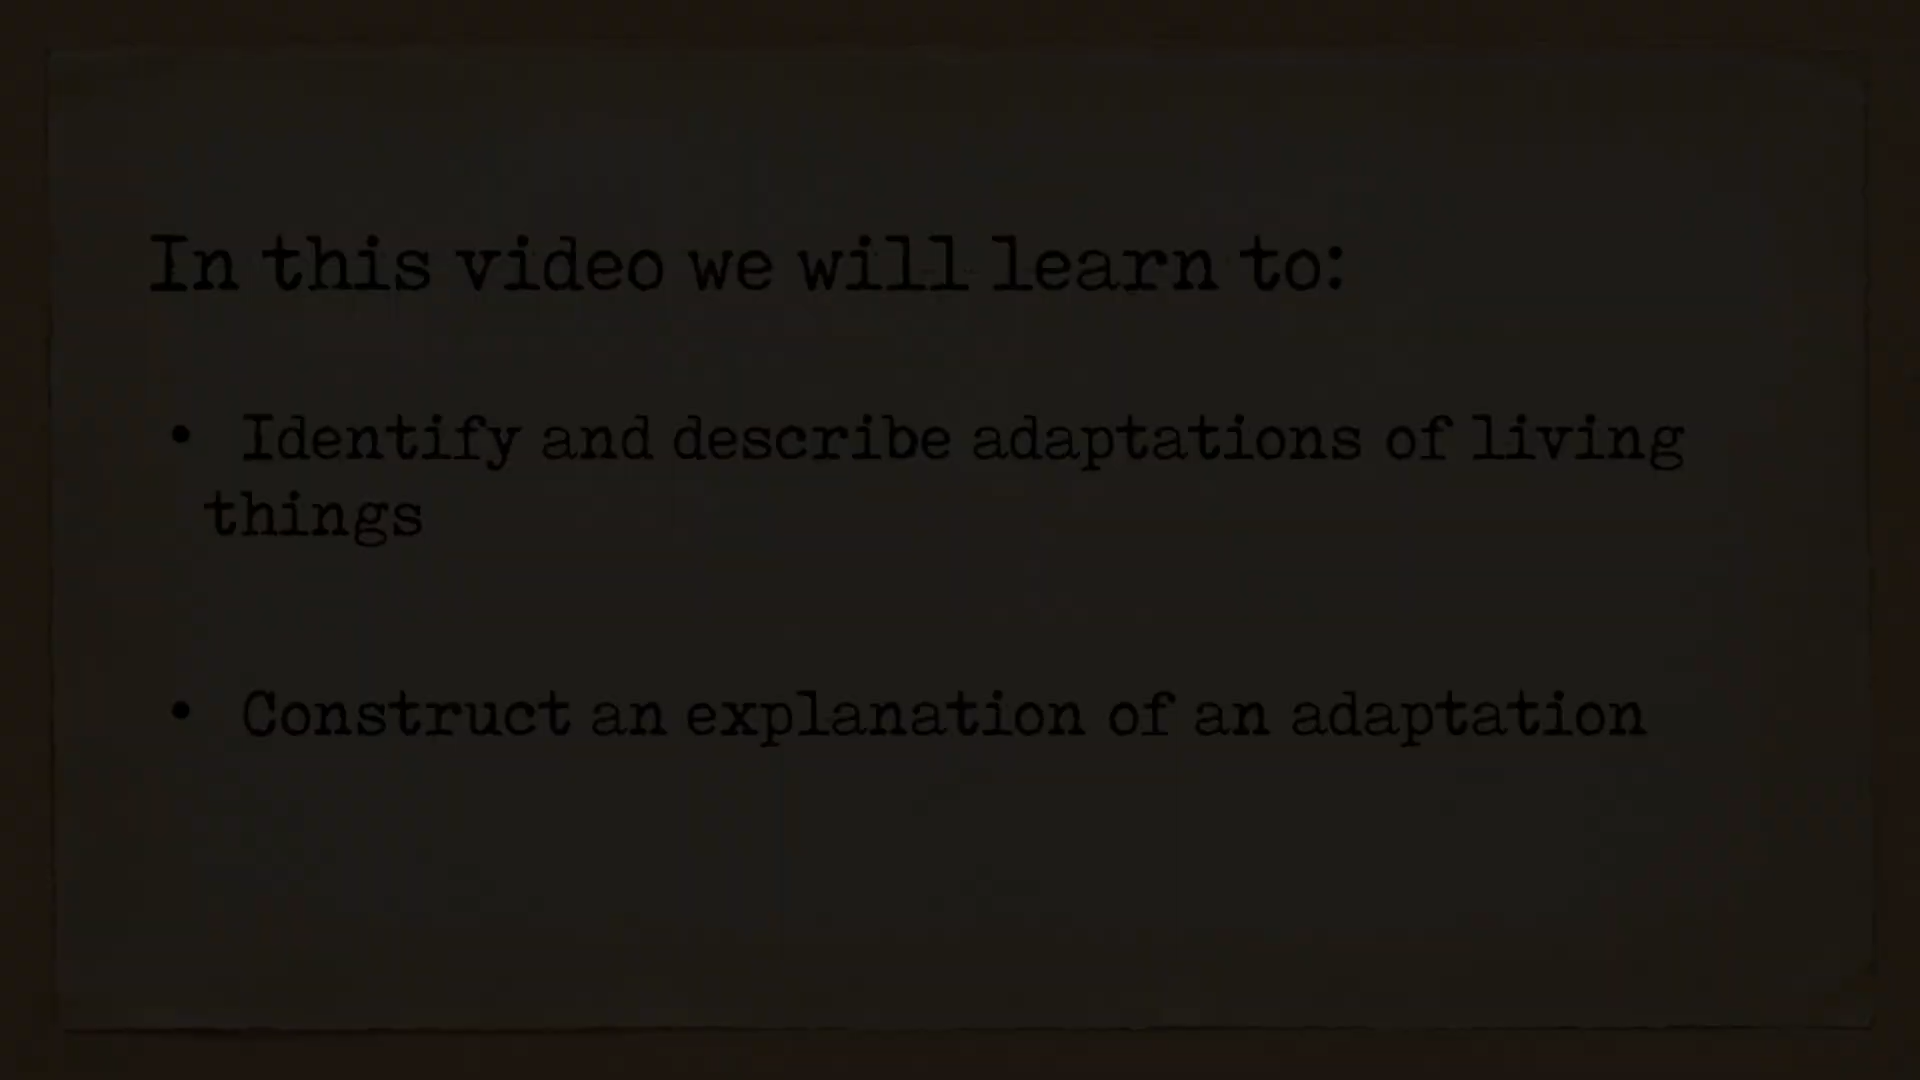 In this video we will learn to:
• Identify and describe adaptations of living
things
• Construct an explanation of an adaptation